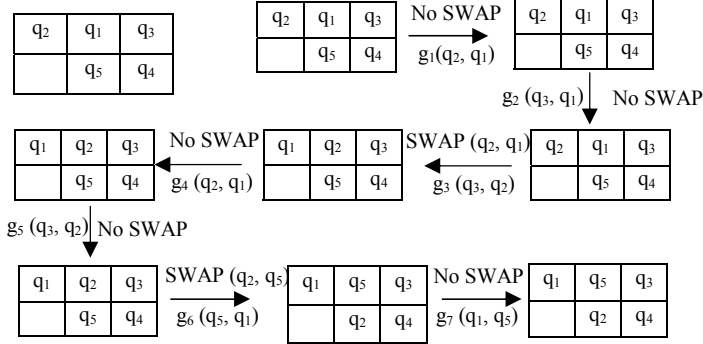 q₂ q₁ q₃
q₅ q₄
q₂ q₁ q₃
q₅ q₄
No SWAP
g₁(q₂, q₁)
q₂ q₁ q₃
q₅ q₄
g₂ (q₃, q₁) No SWAP
q₁ q₂ q₃
q₅ q₄
No SWAP
g₄ (q₂, q₁)
q₁ q₂ q₃
q₅ q₄
SWAP (q₂, q₁)
g₃ (q₃, q₂)
q₂ q₁ q₃
q₅ q₄
g₅ (q₃, q₂) No SWAP
q₁ q₂ q₃
q₅ q₄
SWAP (q₂, q₅)
g₆ (q₅, q₁)
q₁ q₅ q₃
q₂ q₄
No SWAP
g₇ (q₁, q₅)
q₁ q₅ q₃
q₂ q₄